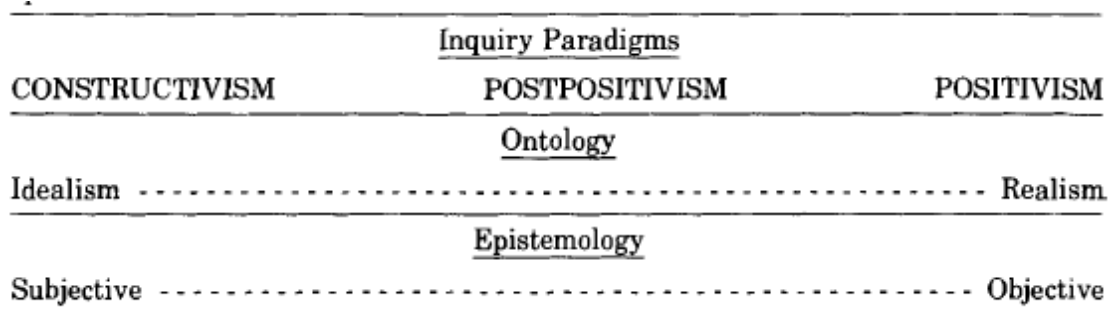 Inquiry Paradigms
CONSTRUCTIVISM POSTPOSITIVISM POSITIVISM
Ontology
Idealism - - - - - - - - - - - - - - - - - - - - - - - - - - - - - - - - - - - - - - - - - - - - - - - - - - Realism
Epistemology
Subjective - - - - - - - - - - - - - - - - - - - - - - - - - - - - - - - - - - - - - - - - - - - - - - - - Objective